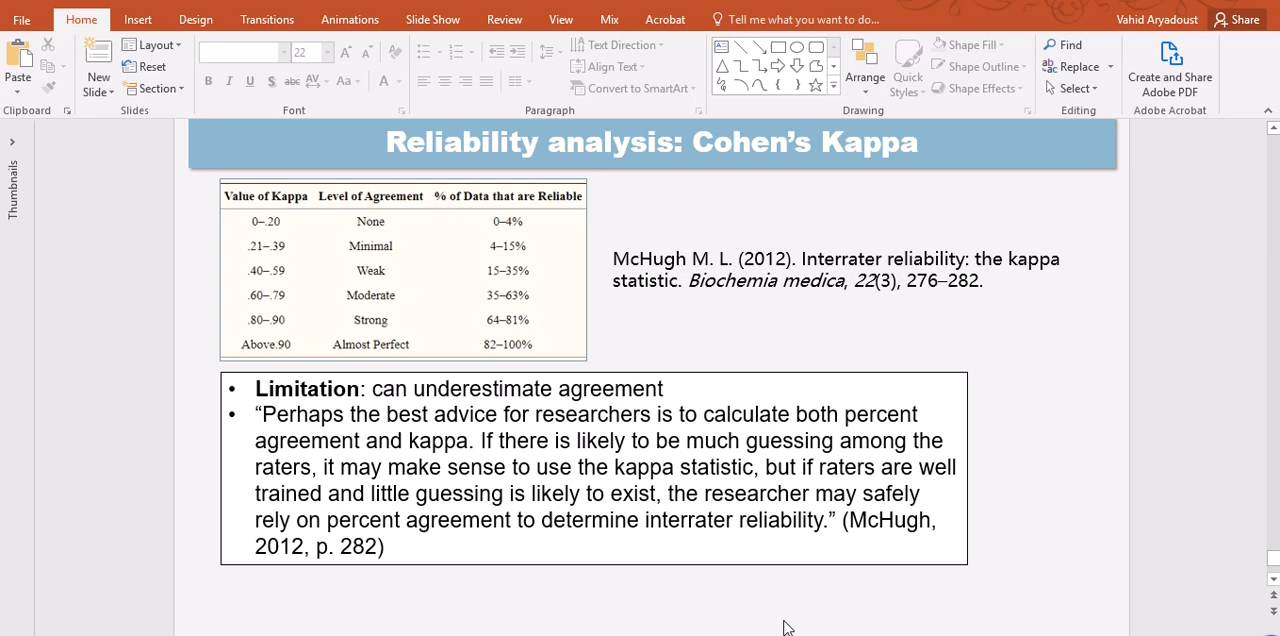 File Home Insert Design Transitions Animations Slide Show Review View Mix Acrobat Tell me what you want to do... Vahid Aryadoust Share
Paste
Clipboard
New Slide
Layout
Reset
Section
Slides
22
B I U S abc AV Aa A
Font
Paragraph
Text Direction
Align Text
Convert to SmartArt
Arrange
Quick Styles
Shape Fill
Shape Outline
Shape Effects
Drawing
Find
Replace
Select
Editing
Create and Share
Adobe PDF
Adobe Acrobat
Thumbnails
Reliability analysis: Cohen’s Kappa
Value of Kappa Level of Agreement % of Data that are Reliable
0–.20 None 0–4%
.21–.39 Minimal 4–15%
.40–.59 Weak 15–35%
.60–.79 Moderate 35–63%
.80–.90 Strong 64–81%
Above.90 Almost Perfect 82–100%
McHugh M. L. (2012). Interrater reliability: the kappa
statistic. Biochemia medica, 22(3), 276–282.
• Limitation: can underestimate agreement
• “Perhaps the best advice for researchers is to calculate both percent
agreement and kappa. If there is likely to be much guessing among the
raters, it may make sense to use the kappa statistic, but if raters are well
trained and little guessing is likely to exist, the researcher may safely
rely on percent agreement to determine interrater reliability.” (McHugh,
2012, p. 282)